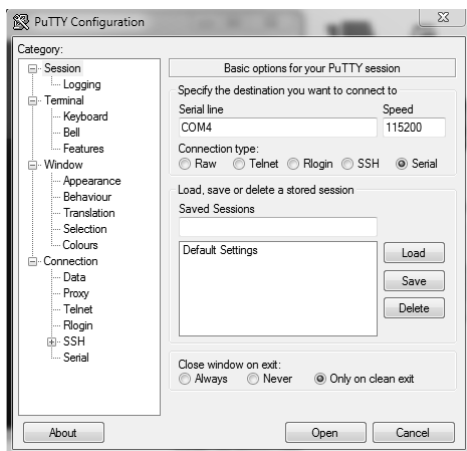 PuTTY Configuration
Category:
Session
Logging
Terminal
Keyboard
Bell
Features
Window
Appearance
Behaviour
Translation
Selection
Colours
Connection
Data
Proxy
Telnet
Rlogin
SSH
Serial
Basic options for your PuTTY session
Specify the destination you want to connect to
Serial line Speed
COM4 115200
Connection type:
Raw Telnet Rlogin SSH Serial
Load, save or delete a stored session
Saved Sessions
Default Settings
Load
Save
Delete
Close window on exit:
Always Never Only on clean exit
About Open Cancel